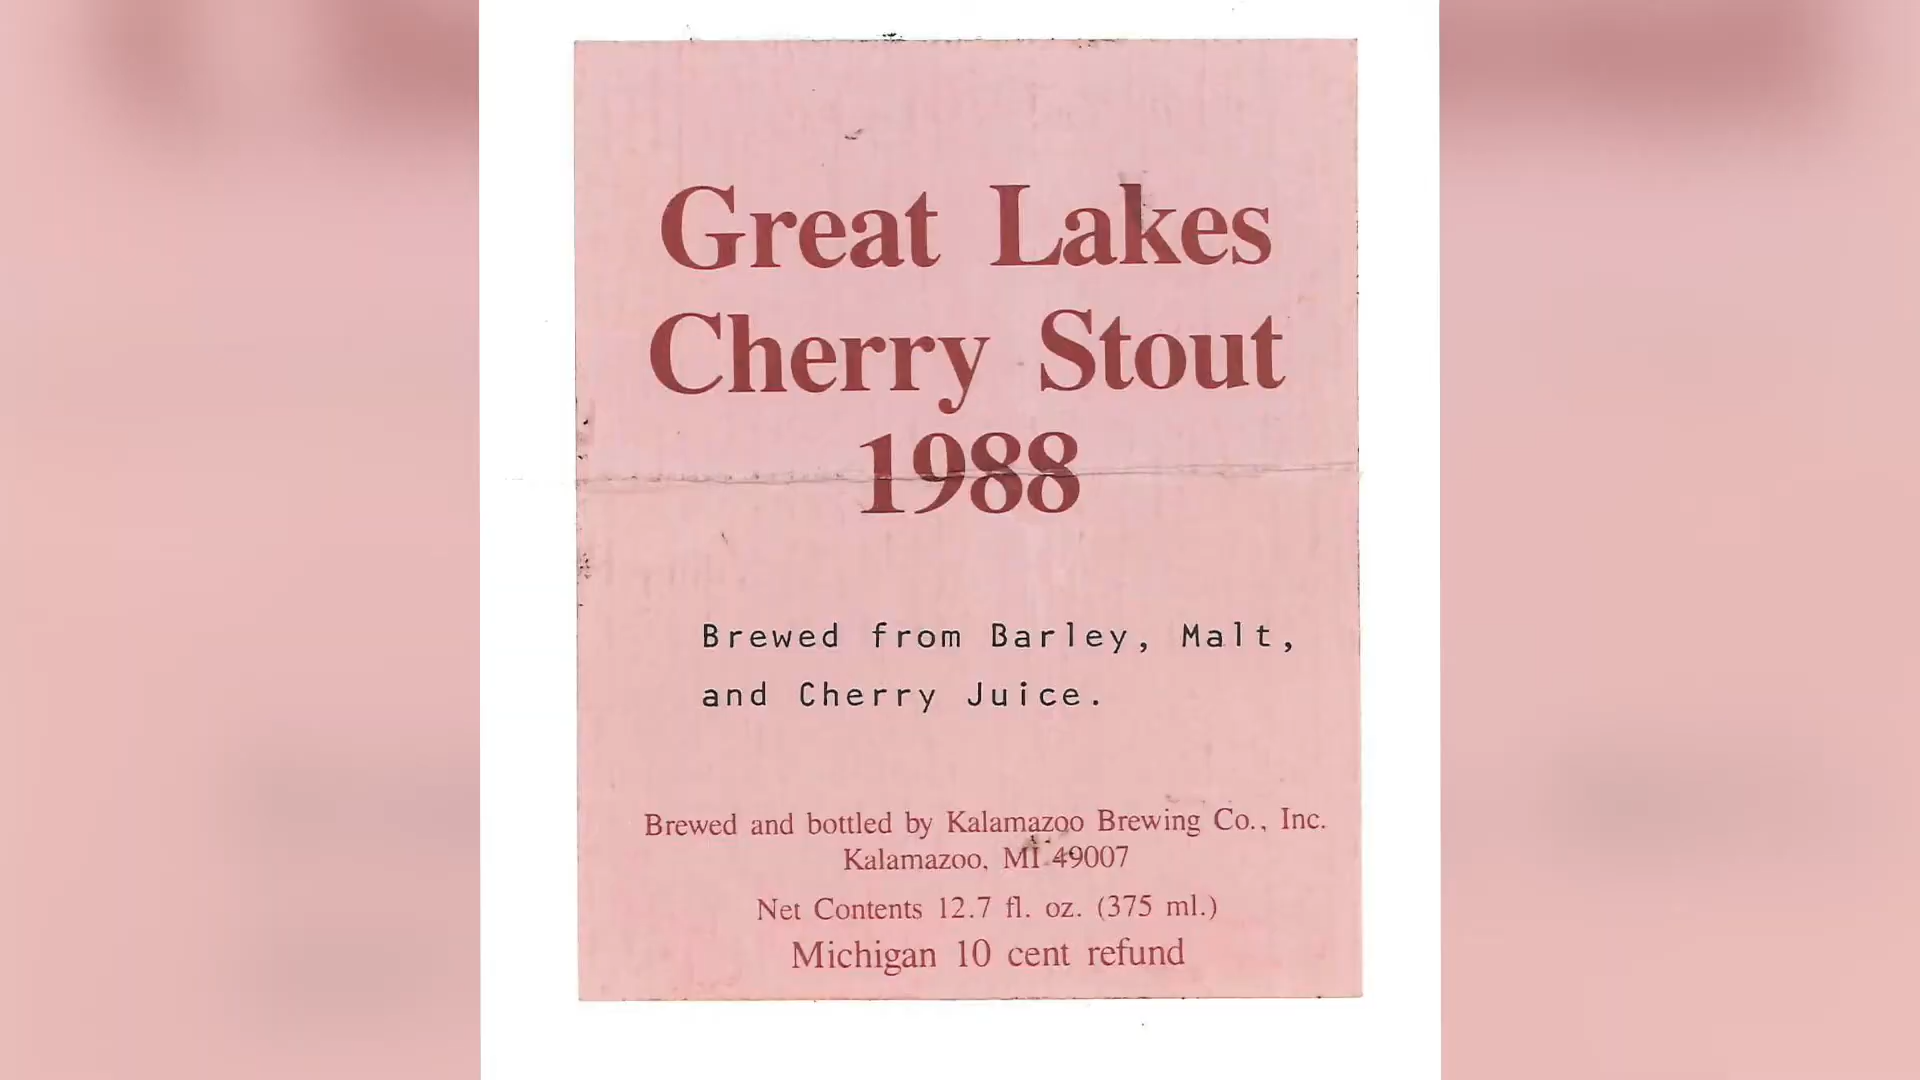 Great Lakes
Cherry Stout
1988
Brewed from Barley, Malt,
and Cherry Juice.
Brewed and bottled by Kalamazoo Brewing Co., Inc.
Kalamazoo, MI 49007
Net Contents 12.7 fl. oz. (375 ml.)
Michigan 10 cent refund